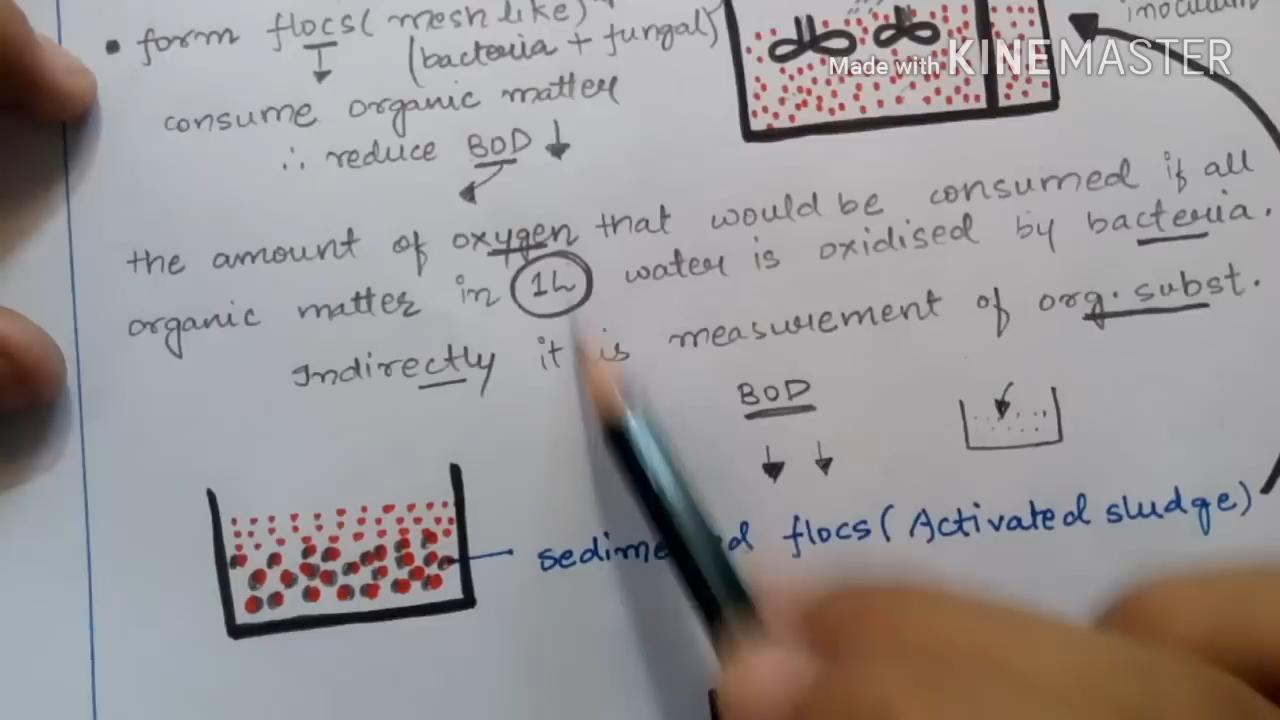 • form flocs( mesh like)
(bacteria + fungal)
consume organic matter
∴ reduce BOD ↓
the amount of oxygen that would be consumed if all
organic matter in 1L water is oxidised by bacteria.
Indirectly it is measurement of org. subst.
BOD
flocs( Activated sludge)
inoculum
Made with KINEMASTER